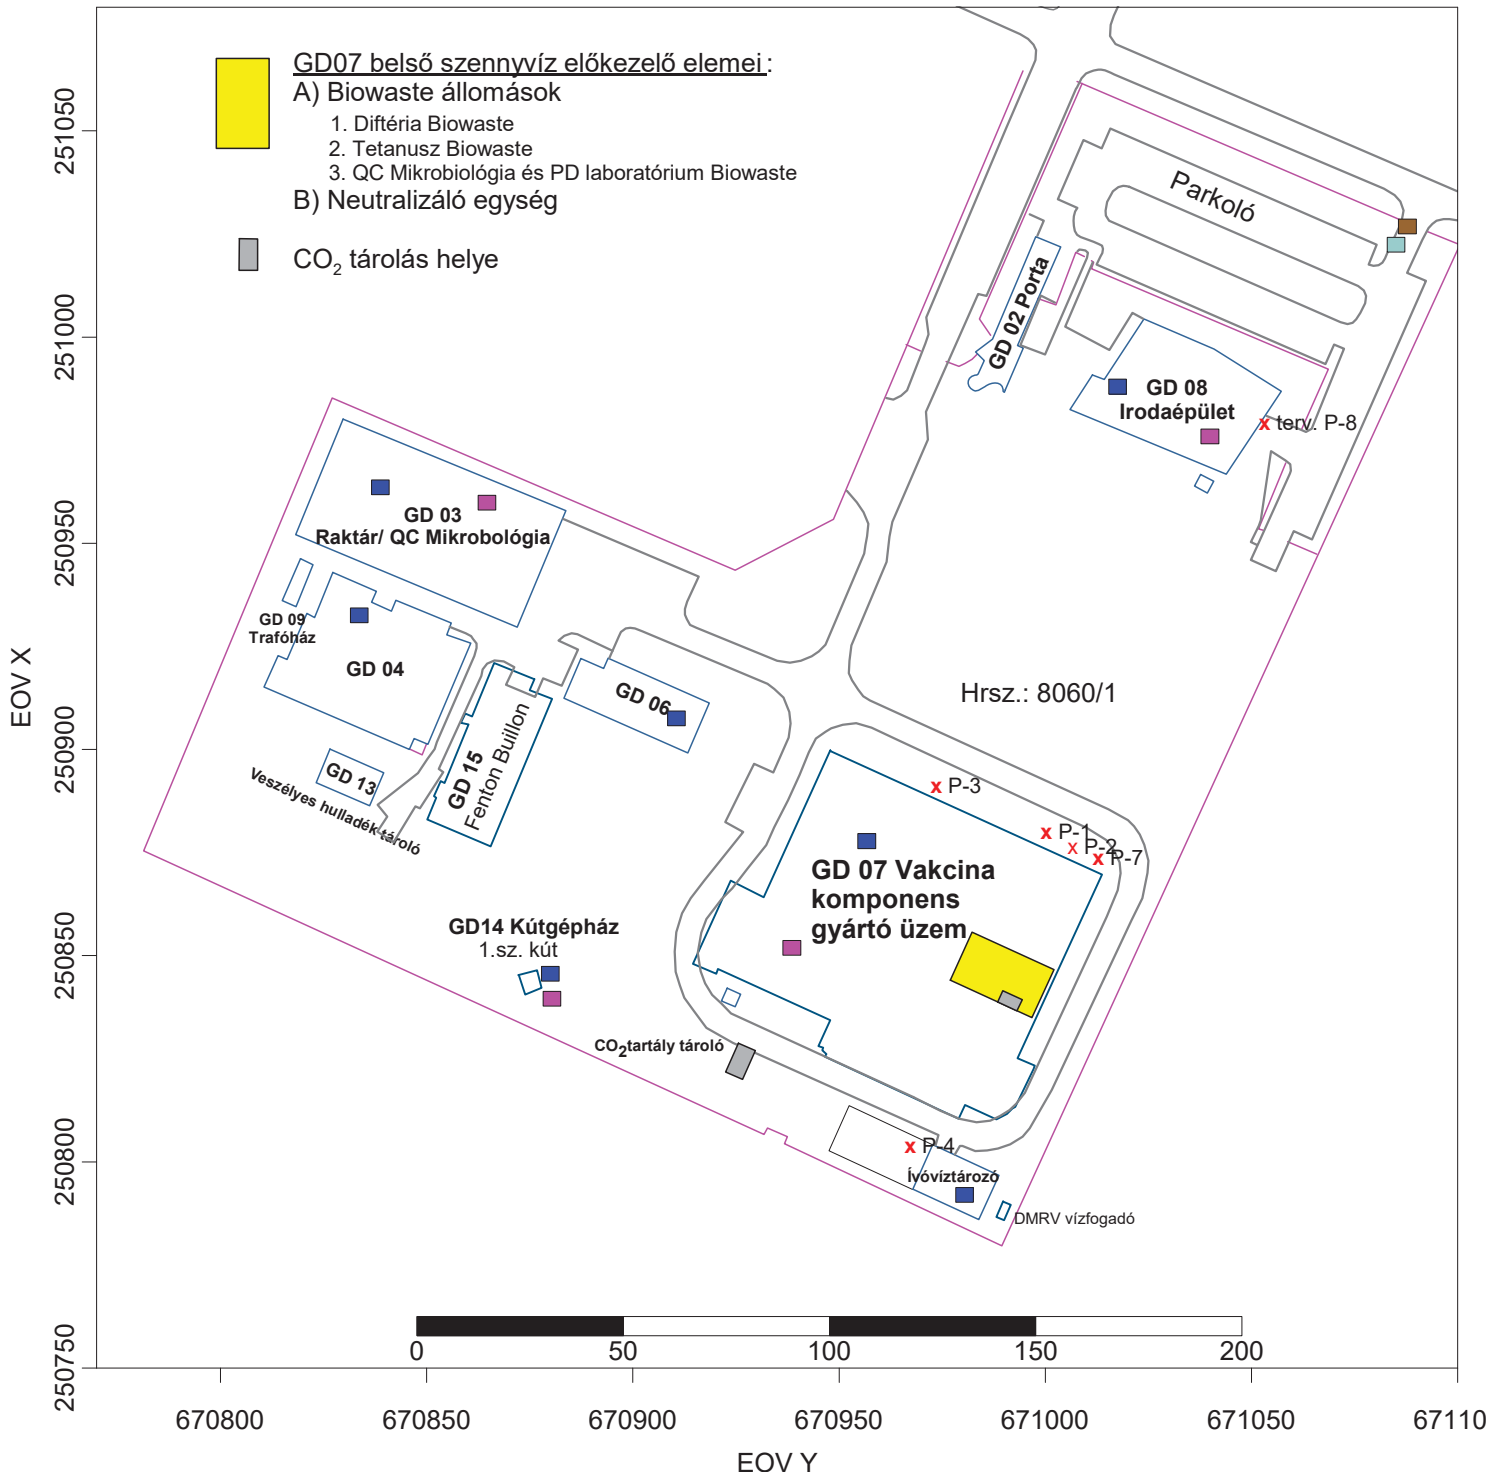 GD07 belső szennyvíz előkezelő elemei:
A) Biowaste állomások
1. Diftéria Biowaste
2. Tetanusz Biowaste
3. QC Mikrobiológia és PD laboratórium Biowaste
B) Neutralizáló egység
CO2 tárolás helye
Parkoló
GD 02 Porta
GD 08
Irodaépület
x terv. P-8
GD 03
Raktár/ QC Mikrobológia
GD 09
Trafóház
GD 04
GD 06
Hrsz.: 8060/1
GD 13
Veszélyes hulladék tároló
GD 15
Fenton Buillon
x P-3
x P-1
x P-2
x P-7
GD 07 Vakcina
komponens
gyártó üzem
GD14 Kútgépház
1.sz. kút
CO2tartály tároló
x P-4
Ívóvíztározó
DMRV vízfogadó
0 50 100 150 200
EOV X
251050
251000
250950
250900
250850
250800
250750
670800 670850 670900 670950 671000 671050 67110
EOV Y